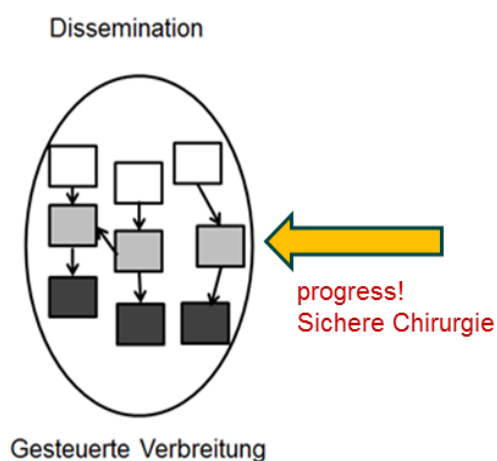 Dissemination
progress!
Sichere Chirurgie
Gesteuerte Verbreitung